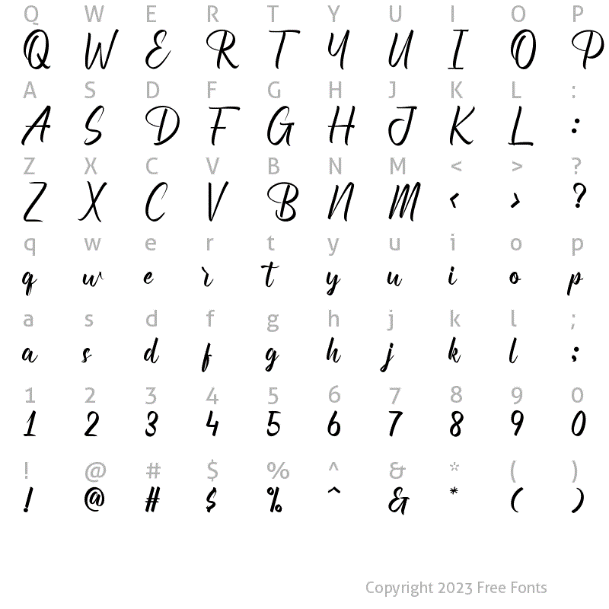 Q W E R T Y U I O P
Q W E R T Y U I O P
A S D F G H J K L :
A S D F G H J K L :
Z X C V B N M < > ?
Z X C V B N M < > ?
q w e r t y u i o p
q w e r t y u i o p
a s d f g h j k l ;
a s d f g h j k l ;
1 2 3 4 5 6 7 8 9 0
1 2 3 4 5 6 7 8 9 0
! @ # $ % ^ & * ( )
! @ # $ % ^ & * ( )
Copyright 2023 Free Fonts